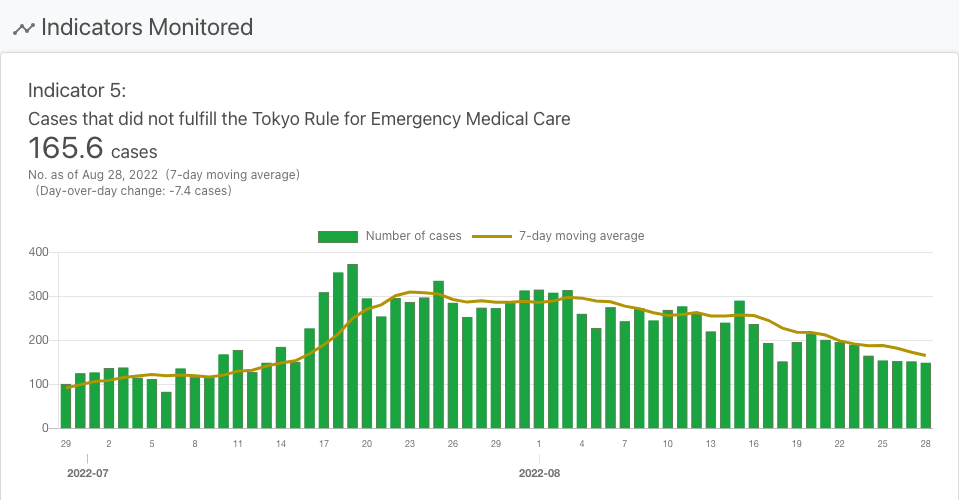 Indicators Monitored
Indicator 5:
Cases that did not fulfill the Tokyo Rule for Emergency Medical Care
165.6 cases
No. as of Aug 28, 2022 (7-day moving average)
(Day-over-day change: -7.4 cases)
Number of cases 7-day moving average
400
300
200
100
0
29 2 5 8 11 14 17 20 23 26 29 1 4 7 10 13 16 19 22 25 28
2022-07 2022-08